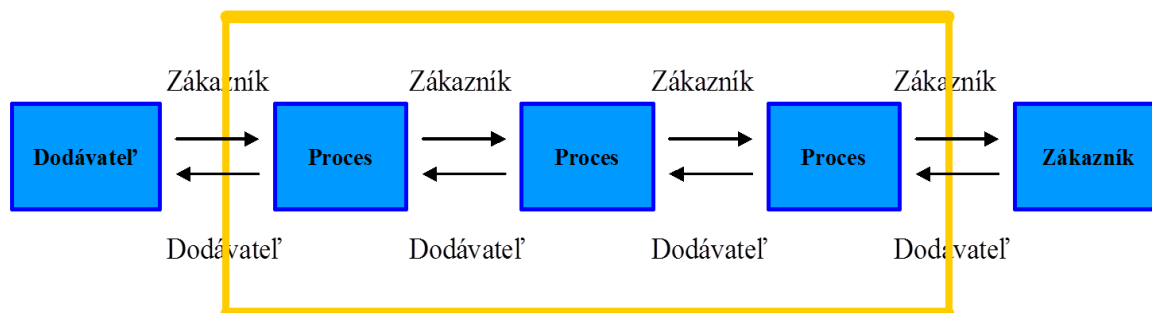 Zákazník Zákazník Zákazník Zákazník
Dodávateľ Proces Proces Proces Zákazník
Dodávateľ Dodávateľ Dodávateľ Dodávateľ